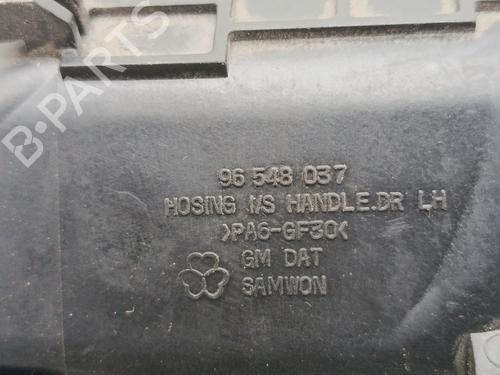 B-PARTS
96 548 037
HOSING I/S HANDLE.DR LH
>PA6-GF30<
GM DAT
SAMWON